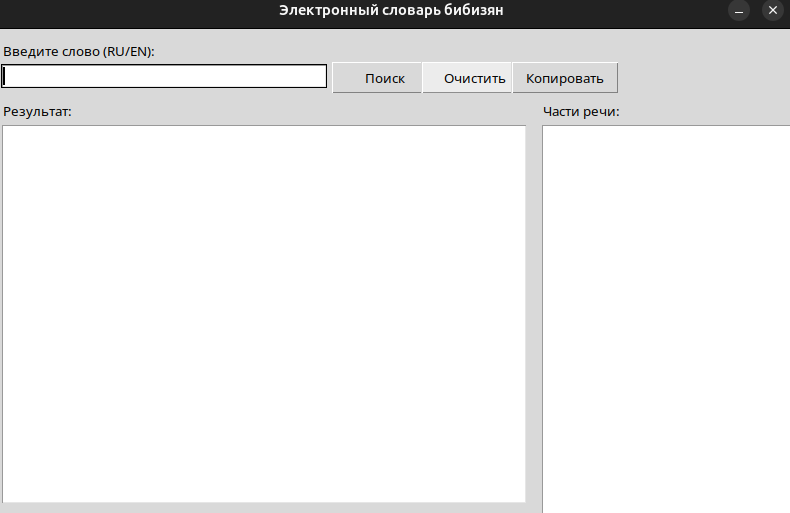 Электронный словарь бибизян
Введите слово (RU/EN):
Поиск Очистить Копировать
Результат: Части речи: